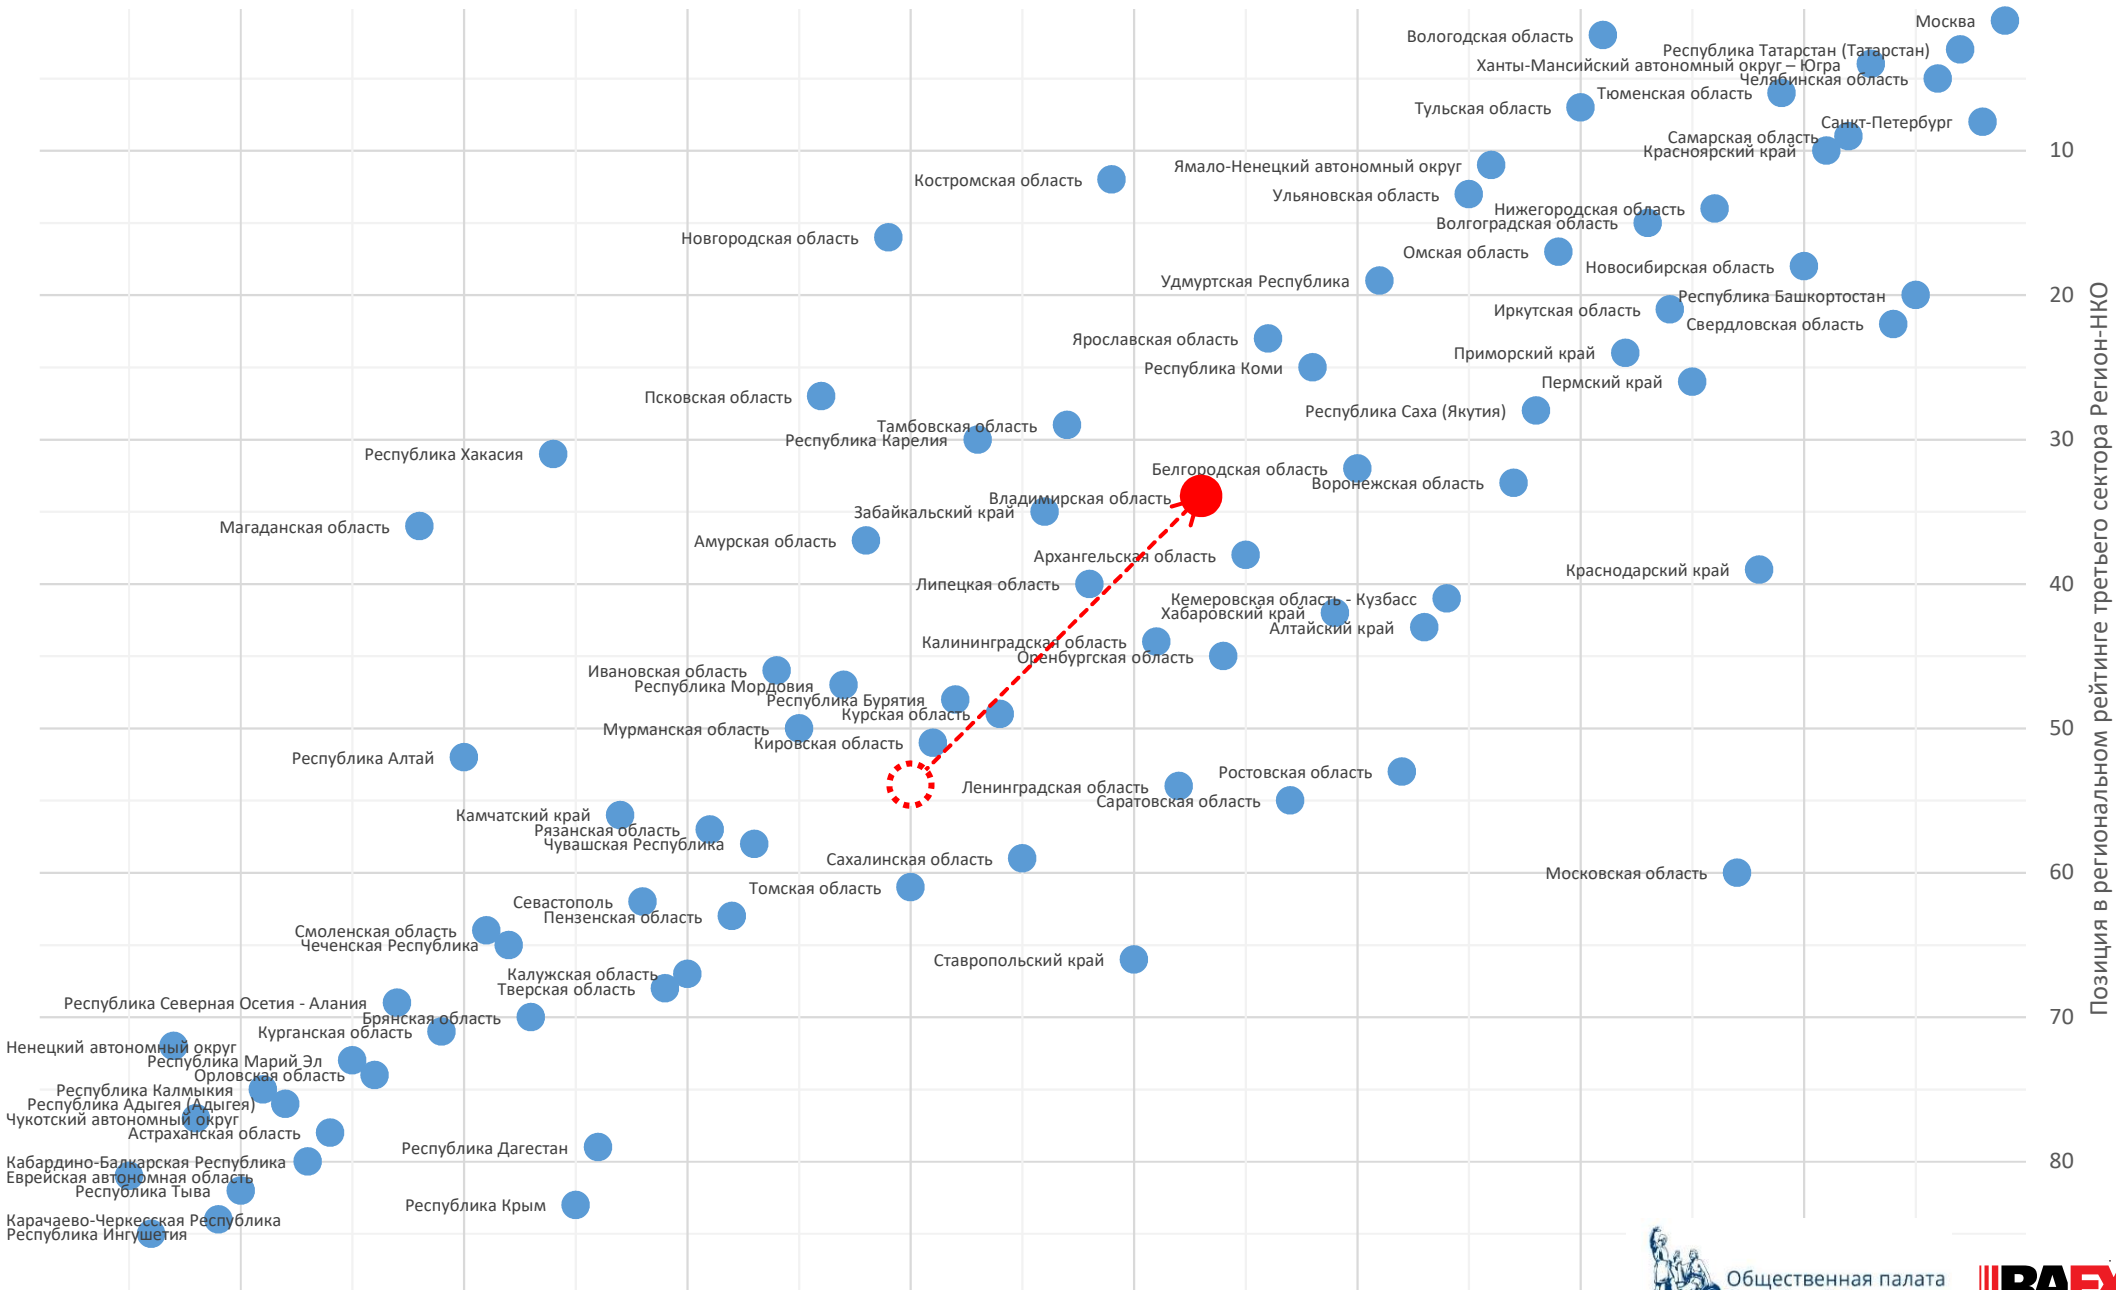 Москва
Вологодская область
Республика Татарстан (Татарстан)
Ханты-Мансийский автономный округ – Югра
Челябинская область
Тюменская область
Тульская область
Санкт-Петербург
Самарская область
Красноярский край
10
Ямало-Ненецкий автономный округ
Костромская область
Ульяновская область
Нижегородская область
Волгоградская область
Новгородская область
Омская область
Новосибирская область
Удмуртская Республика
Республика Башкортостан
20
Иркутская область
Свердловская область
Ярославская область
Приморский край
Республика Коми
Пермский край
Псковская область
Республика Саха (Якутия)
Тамбовская область
Республика Карелия
30
Республика Хакасия
Белгородская область
Воронежская область
Владимирская область
Забайкальский край
Магаданская область
Амурская область
Архангельская область
Краснодарский край
Липецкая область
40
Кемеровская область - Кузбасс
Хабаровский край
Алтайский край
Калининградская область
Оренбургская область
Ивановская область
Республика Мордовия
Республика Бурятия
Курская область
Мурманская область
50
Кировская область
Республика Алтай
Ростовская область
Ленинградская область
Саратовская область
Камчатский край
Рязанская область
Чувашская Республика
Сахалинская область
Московская область
60
Томская область
Севастополь
Пензенская область
Смоленская область
Чеченская Республика
Ставропольский край
Калужская область
Тверская область
Республика Северная Осетия - Алания
Брянская область
70
Курганская область
Ненецкий автономный округ
Республика Марий Эл
Орловская область
Республика Калмыкия
Республика Адыгея (Адыгея)
Чукотский автономный округ
Астраханская область
Республика Дагестан
Кабардино-Балкарская Республика
80
Еврейская автономная область
Республика Тыва
Республика Крым
Карачаево-Черкесская Республика
Республика Ингушетия
Позиция в региональном рейтинге третьего сектора Регион-НКО
Общественная палата